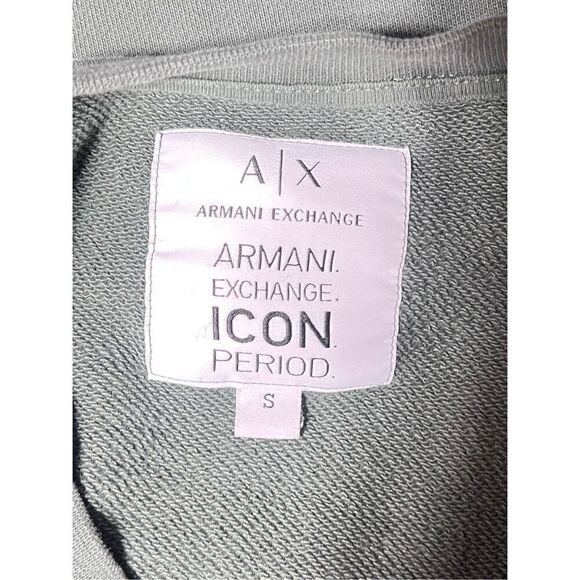 A|X
ARMANI EXCHANGE
ARMANI.
EXCHANGE.
ICON.
PERIOD.
S